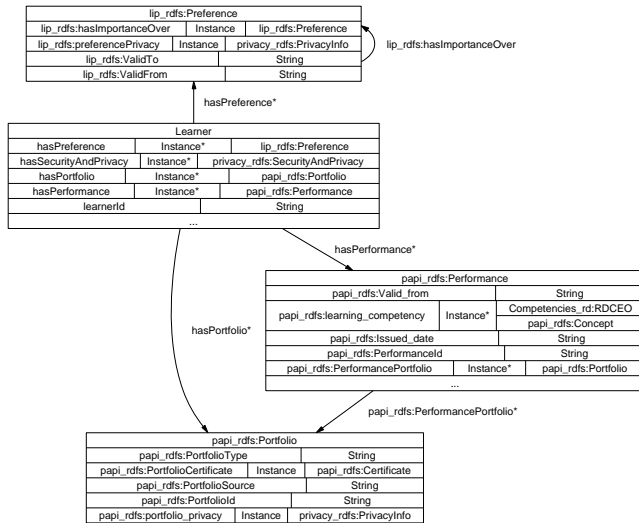 lip_rdfs:Preference
lip_rdfs:hasImportanceOver Instance lip_rdfs:Preference
lip_rdfs:preferencePrivacy Instance privacy_rdfs:PrivacyInfo
lip_rdfs:ValidTo String
lip_rdfs:ValidFrom String
lip_rdfs:hasImportanceOver
hasPreference*
Learner
hasPreference Instance* lip_rdfs:Preference
hasSecurityAndPrivacy Instance* privacy_rdfs:SecurityAndPrivacy
hasPortfolio Instance* papi_rdfs:Portfolio
hasPerformance Instance* papi_rdfs:Performance
learnerId String
...
hasPerformance*
hasPortfolio*
papi_rdfs:Performance
papi_rdfs:Valid_from String
papi_rdfs:learning_competency Instance* Competencies_rd:RDCEO
papi_rdfs:Concept
papi_rdfs:Issued_date String
papi_rdfs:PerformanceId String
papi_rdfs:PerformancePortfolio Instance* papi_rdfs:Portfolio
...
papi_rdfs:PerformancePortfolio*
papi_rdfs:Portfolio
papi_rdfs:PortfolioType String
papi_rdfs:PortfolioCertificate Instance papi_rdfs:Certificate
papi_rdfs:PortfolioSource String
papi_rdfs:PortfolioId String
papi_rdfs:portfolio_privacy Instance privacy_rdfs:PrivacyInfo